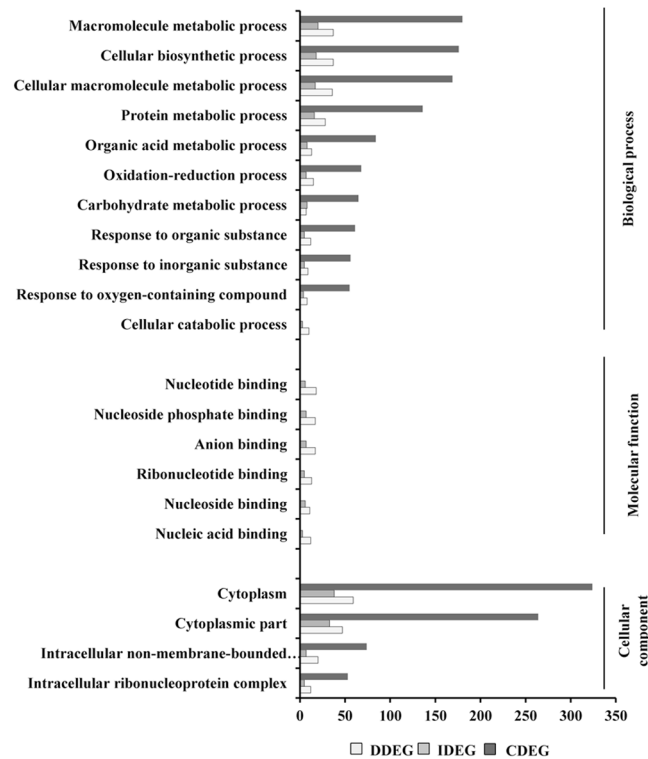 Macromolecule metabolic process
Cellular biosynthetic process
Cellular macromolecule metabolic process
Protein metabolic process
Organic acid metabolic process
Oxidation-reduction process
Carbohydrate metabolic process
Response to organic substance
Response to inorganic substance
Response to oxygen-containing compound
Cellular catabolic process
Biological process
Nucleotide binding
Nucleoside phosphate binding
Anion binding
Ribonucleotide binding
Nucleoside binding
Nucleic acid binding
Molecular function
Cytoplasm
Cytoplasmic part
Intracellular non-membrane-bounded…
Intracellular ribonucleoprotein complex
Cellular
component
0 50 100 150 200 250 300 350
DDEG IDEG CDEG